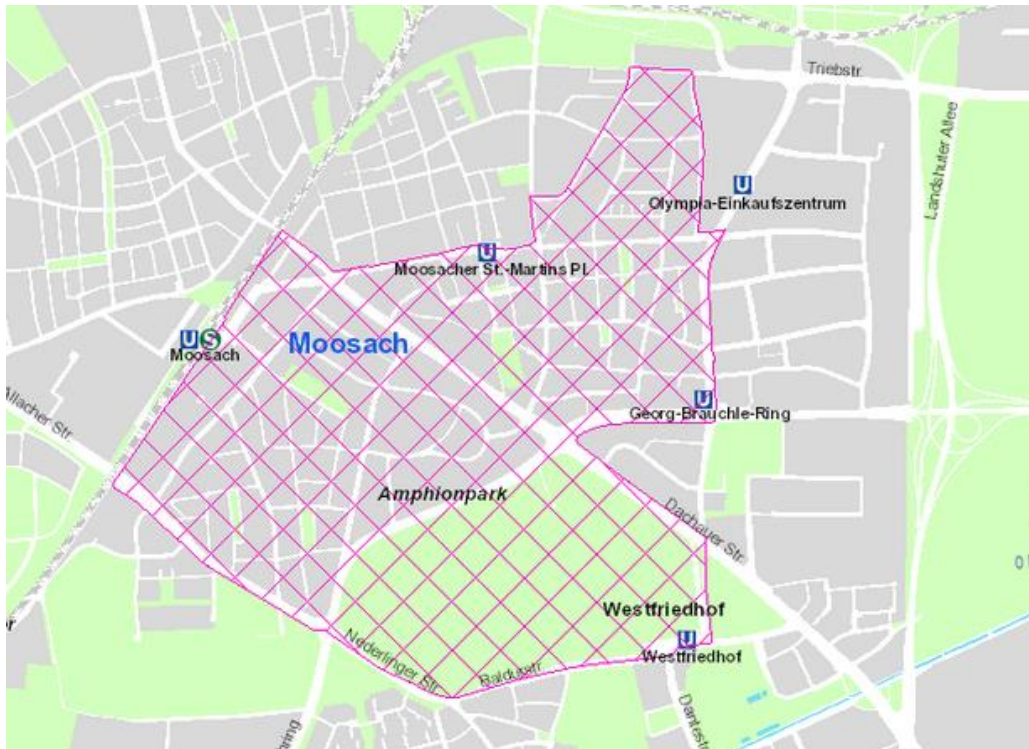 Triebstr.
Landshuter Allee
U
Olympia-Einkaufszentrum
U
Moosacher St.-Martins Pl.
U S
Moosach
Moosach
U
Georg-Brauchle-Ring
Allacher Str.
Amphionpark
Dachauer Str.
Westfriedhof
U
Westfriedhof
Nederlinger Str.
Baldurstr.